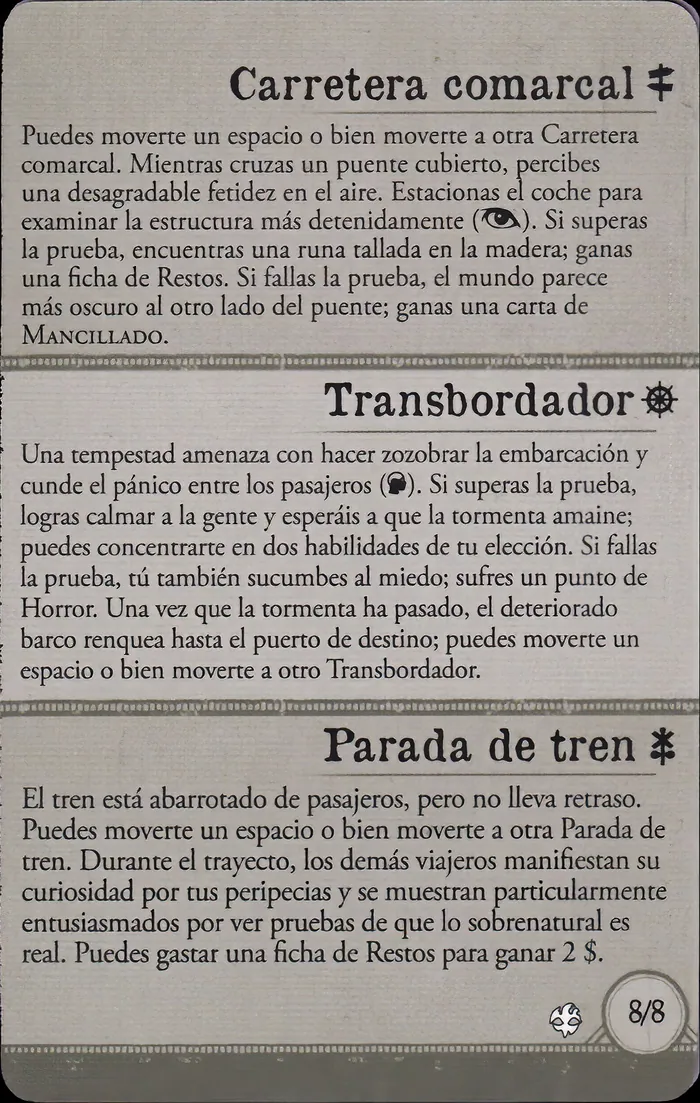 Carretera comarcal
Puedes moverte un espacio o bien moverte a otra Carretera
comarcal. Mientras cruzas un puente cubierto, percibes
una desagradable fetidez en el aire. Estacionas el coche para
examinar la estructura más detenidamente (). Si superas
la prueba, encuentras una runa tallada en la madera; ganas
una ficha de Restos. Si fallas la prueba, el mundo parece
más oscuro al otro lado del puente; ganas una carta de
MANCILLADO.
Transbordador
Una tempestad amenaza con hacer zozobrar la embarcación y
cunde el pánico entre los pasajeros (). Si superas la prueba,
logras calmar a la gente y esperáis a que la tormenta amaine;
puedes concentrarte en dos habilidades de tu elección. Si fallas
la prueba, tú también sucumbes al miedo; sufres un punto de
Horror. Una vez que la tormenta ha pasado, el deteriorado
barco renquea hasta el puerto de destino; puedes moverte un
espacio o bien moverte a otro Transbordador.
Parada de tren
El tren está abarrotado de pasajeros, pero no lleva retraso.
Puedes moverte un espacio o bien moverte a otra Parada de
tren. Durante el trayecto, los demás viajeros manifiestan su
curiosidad por tus peripecias y se muestran particularmente
entusiasmados por ver pruebas de que lo sobrenatural es
real. Puedes gastar una ficha de Restos para ganar 2 $.
8/8